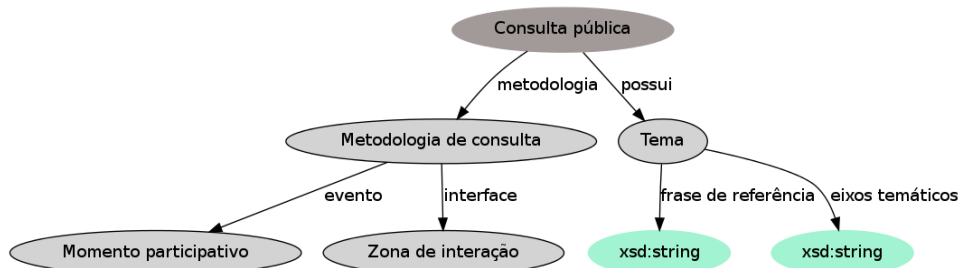 Consulta pública
metodologia
possui
Metodologia de consulta
Tema
evento
interface
frase de referência
eixos temáticos
Momento participativo
Zona de interação
xsd:string
xsd:string